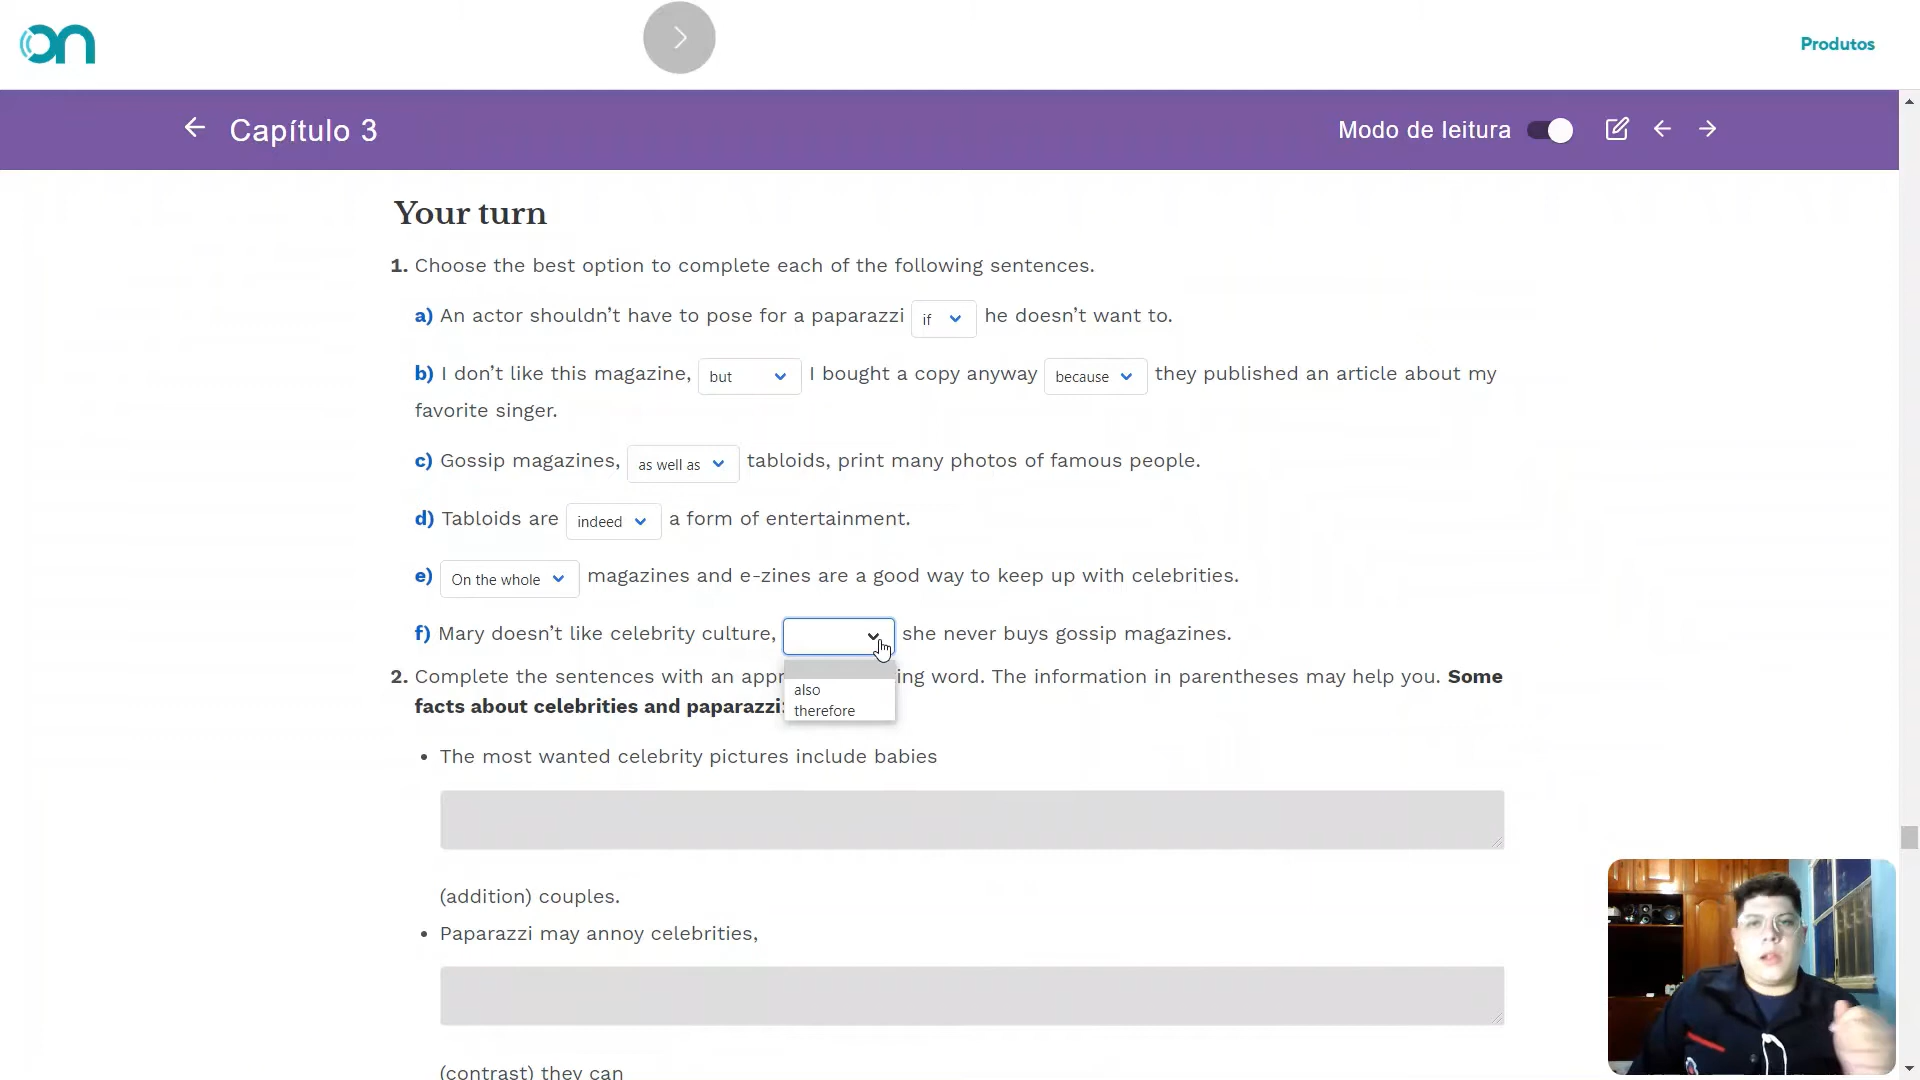 on
Produtos
Capítulo 3
Modo de leitura
Your turn
1. Choose the best option to complete each of the following sentences.
a) An actor shouldn’t have to pose for a paparazzi if he doesn’t want to.
b) I don’t like this magazine, but I bought a copy anyway because they published an article about my
favorite singer.
c) Gossip magazines, as well as tabloids, print many photos of famous people.
d) Tabloids are indeed a form of entertainment.
e) On the whole magazines and e-zines are a good way to keep up with celebrities.
f) Mary doesn’t like celebrity culture, she never buys gossip magazines.
also
therefore
2. Complete the sentences with an appr ing word. The information in parentheses may help you. Some
facts about celebrities and paparazzi:
• The most wanted celebrity pictures include babies
(addition) couples.
• Paparazzi may annoy celebrities,
(contrast) they can